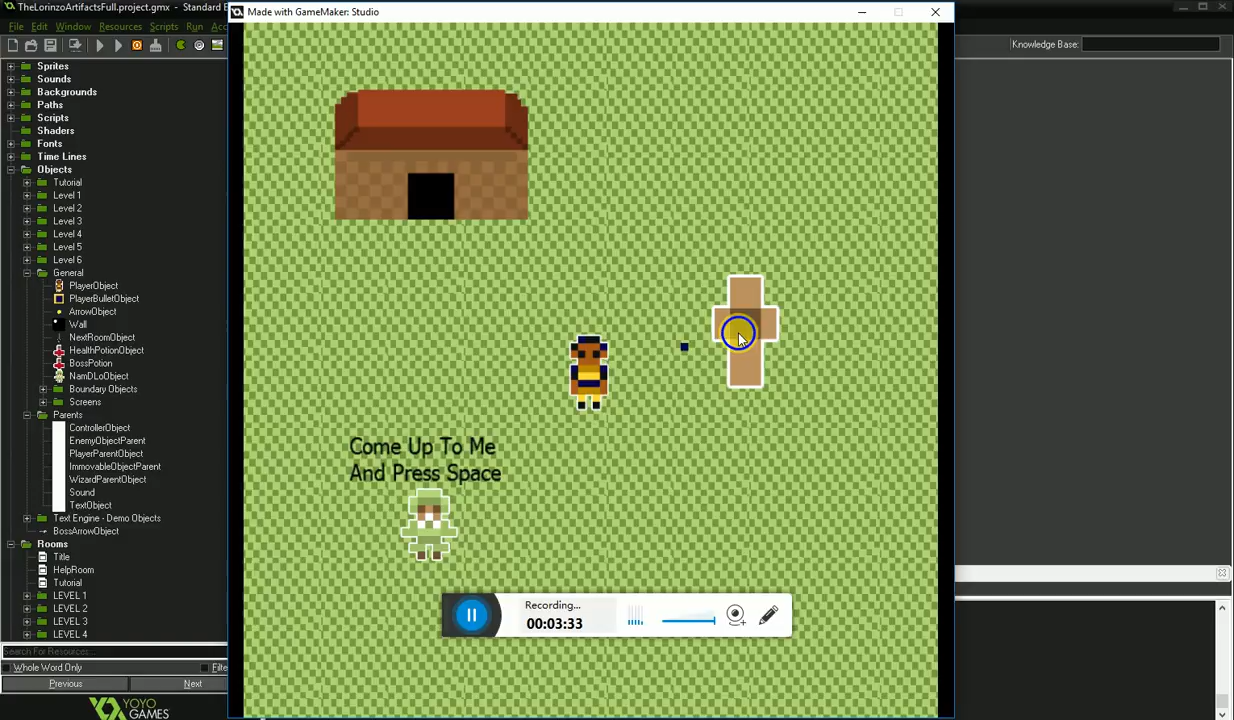 TheLorinzoArtifactsFull.project.gmx - Standard
Made with GameMaker: Studio
File Edit Window Resources Scripts Run
Knowledge Base:
Sprites
Sounds
Backgrounds
Paths
Scripts
Shaders
Fonts
Time Lines
Objects
Tutorial
Level 1
Level 2
Level 3
Level 4
Level 5
Level 6
General
PlayerObject
PlayerBulletObject
ArrowObject
Wall
NextRoomObject
HealthPotionObject
BossPotion
NamDLoObject
Boundary Objects
Screens
Parents
ControllerObject
EnemyObjectParent
PlayerParentObject
ImmovableObjectParent
WizardParentObject
Sound
TextObject
Text Engine - Demo Objects
BossArrowObject
Rooms
Title
HelpRoom
Tutorial
LEVEL 1
LEVEL 2
LEVEL 3
LEVEL 4
Search For Resources...
Whole Word Only
Previous Next
YOYO
GAMES
Come Up To Me
And Press Space
Recording...
00:03:33